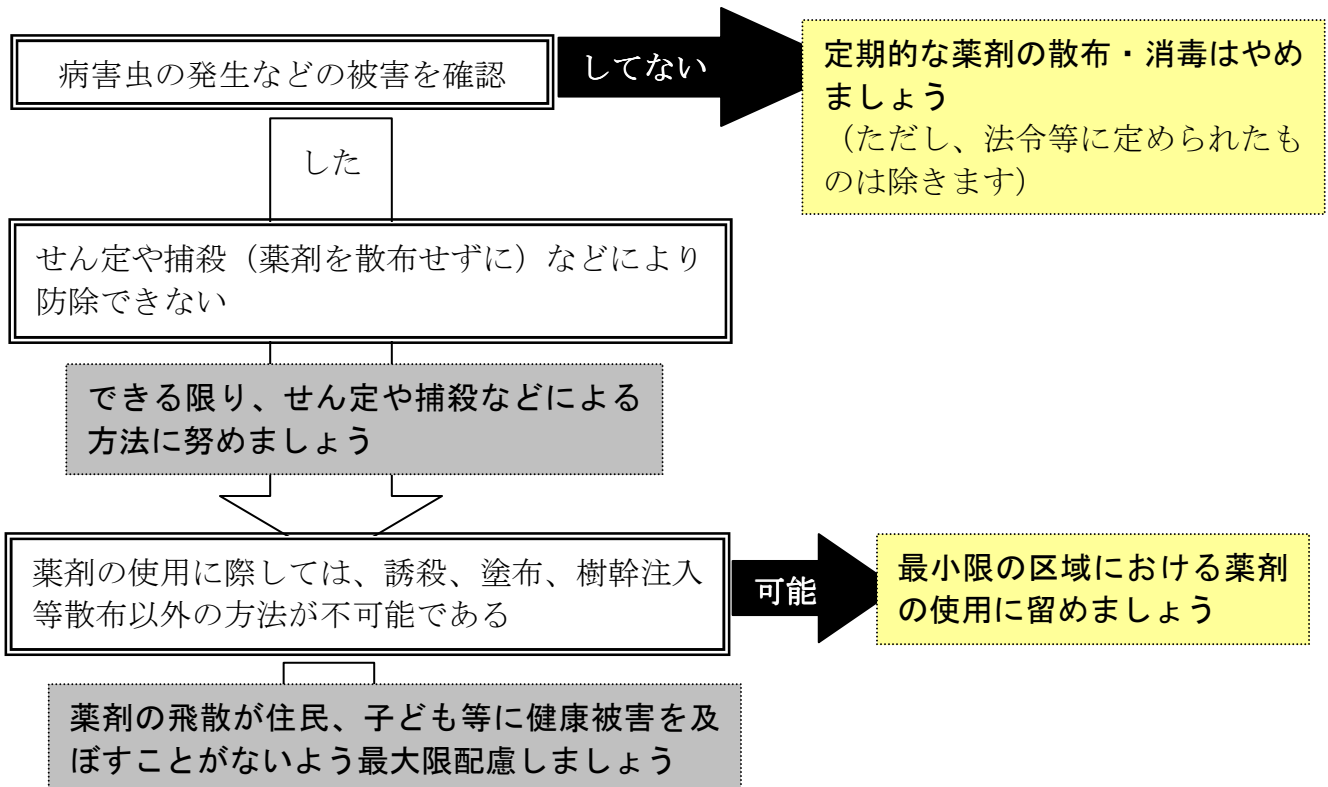 病害虫の発生などの被害を確認
してない
定期的な薬剤の散布・消毒はやめ
ましょう
(ただし、法令等に定められたも
のは除きます)
した
せん定や捕殺(薬剤を散布せずに)などにより
防除できない
できる限り、せん定や捕殺などによる
方法に努めましょう
薬剤の使用に際しては、誘殺、塗布、樹幹注入
等散布以外の方法が不可能である
可能
最小限の区域における薬剤
の使用に留めましょう
薬剤の飛散が住民、子ども等に健康被害を及
ぼすことがないよう最大限配慮しましょう